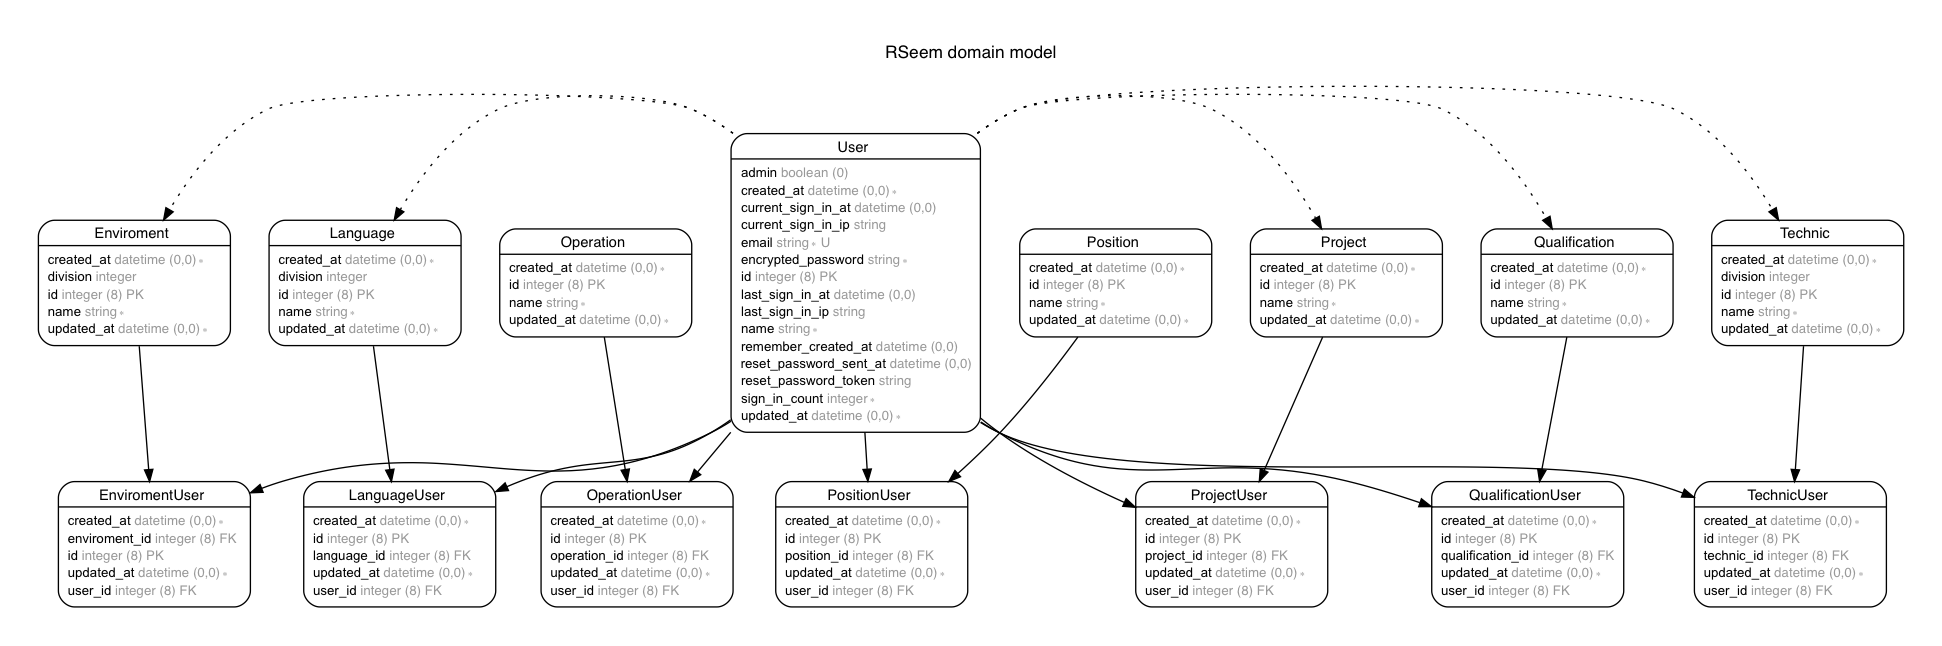 RSeem domain model
User
admin boolean (0)
created_at datetime (0,0) *
current_sign_in_at datetime (0,0)
current_sign_in_ip string
email string * U
encrypted_password string *
id integer (8) PK
last_sign_in_at datetime (0,0)
last_sign_in_ip string
name string *
remember_created_at datetime (0,0)
reset_password_sent_at datetime (0,0)
reset_password_token string
sign_in_count integer *
updated_at datetime (0,0) *
Enviroment
created_at datetime (0,0) *
division integer
id integer (8) PK
name string *
updated_at datetime (0,0) *
Language
created_at datetime (0,0) *
division integer
id integer (8) PK
name string *
updated_at datetime (0,0) *
Operation
created_at datetime (0,0) *
id integer (8) PK
name string *
updated_at datetime (0,0) *
Position
created_at datetime (0,0) *
id integer (8) PK
name string *
updated_at datetime (0,0) *
Project
created_at datetime (0,0) *
id integer (8) PK
name string *
updated_at datetime (0,0) *
Qualification
created_at datetime (0,0) *
id integer (8) PK
name string *
updated_at datetime (0,0) *
Technic
created_at datetime (0,0) *
division integer
id integer (8) PK
name string *
updated_at datetime (0,0) *
EnviromentUser
created_at datetime (0,0) *
enviroment_id integer (8) FK
id integer (8) PK
updated_at datetime (0,0) *
user_id integer (8) FK
LanguageUser
created_at datetime (0,0) *
id integer (8) PK
language_id integer (8) FK
updated_at datetime (0,0) *
user_id integer (8) FK
OperationUser
created_at datetime (0,0) *
id integer (8) PK
operation_id integer (8) FK
updated_at datetime (0,0) *
user_id integer (8) FK
PositionUser
created_at datetime (0,0) *
id integer (8) PK
position_id integer (8) FK
updated_at datetime (0,0) *
user_id integer (8) FK
ProjectUser
created_at datetime (0,0) *
id integer (8) PK
project_id integer (8) FK
updated_at datetime (0,0) *
user_id integer (8) FK
QualificationUser
created_at datetime (0,0) *
id integer (8) PK
qualification_id integer (8) FK
updated_at datetime (0,0) *
user_id integer (8) FK
TechnicUser
created_at datetime (0,0) *
id integer (8) PK
technic_id integer (8) FK
updated_at datetime (0,0) *
user_id integer (8) FK